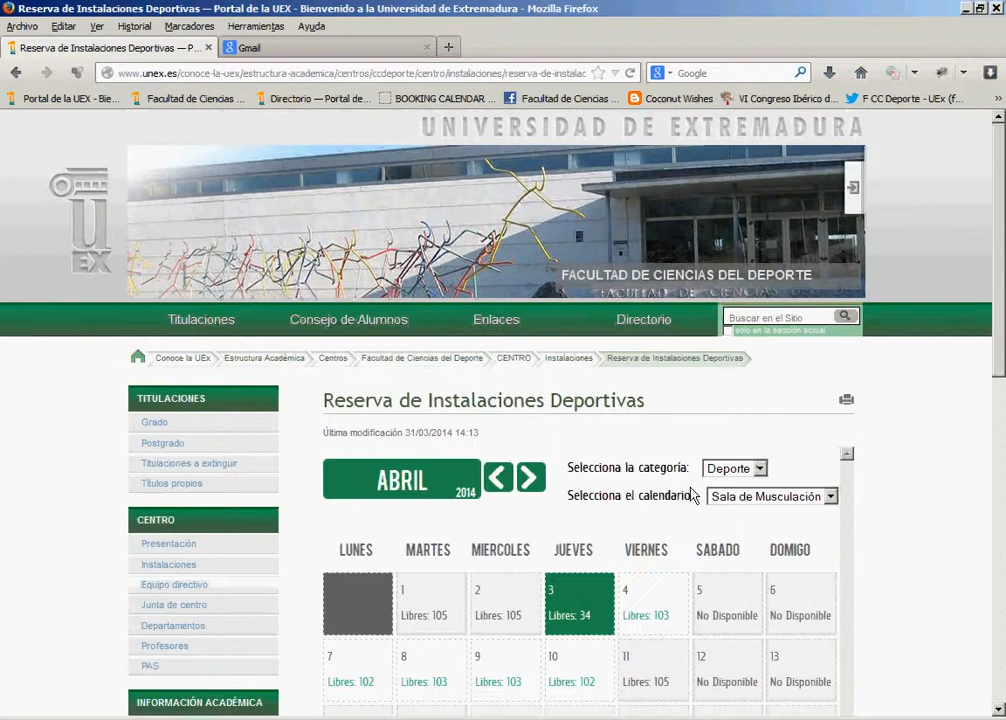 Reserva de Instalaciones Deportivas — Portal de la UEX - Bienvenido a la Universidad de Extremadura - Mozilla Firefox
Archivo Editar Ver Historial Marcadores Herramientas Ayuda
Reserva de Instalaciones Deportivas — P...
Gmail
www.unex.es/conoce-la-uex/estructura-academica/centros/ccdeporte/centro/instalaciones/reserva-de-instalac
Google
Portal de la UEX - Bie...
Facultad de Ciencias ...
Directorio — Portal de...
BOOKING CALENDAR ...
Facultad de Ciencias ...
Coconut Wishes
VI Congreso Ibérico d...
F CC Deporte - UEx (f...
UNIVERSIDAD DE EXTREMADURA
UEX
FACULTAD DE CIENCIAS DEL DEPORTE
Titulaciones Consejo de Alumnos Enlaces Directorio
Buscar en el Sitio
solo en la sección actual
Conoce la UEx Estructura Académica Centros Facultad de Ciencias del Deporte CENTRO Instalaciones Reserva de Instalaciones Deportivas
TITULACIONES
Grado
Postgrado
Titulaciones a extinguir
Títulos propios
CENTRO
Presentación
Instalaciones
Equipo directivo
Junta de centro
Departamentos
Profesores
PAS
INFORMACIÓN ACADÉMICA
Reserva de Instalaciones Deportivas
Última modificación 31/03/2014 14:13
ABRIL 2014
Selecciona la categoria: Deporte
Selecciona el calendario Sala de Musculación
LUNES MARTES MIERCOLES JUEVES VIERNES SABADO DOMIGO
1 2 3 4 5 6
Libres: 105 Libres: 105 Libres: 34 Libres: 103 No Disponible No Disponible
7 8 9 10 11 12 13
Libres: 102 Libres: 103 Libres: 103 Libres: 102 Libres: 105 No Disponible No Disponible